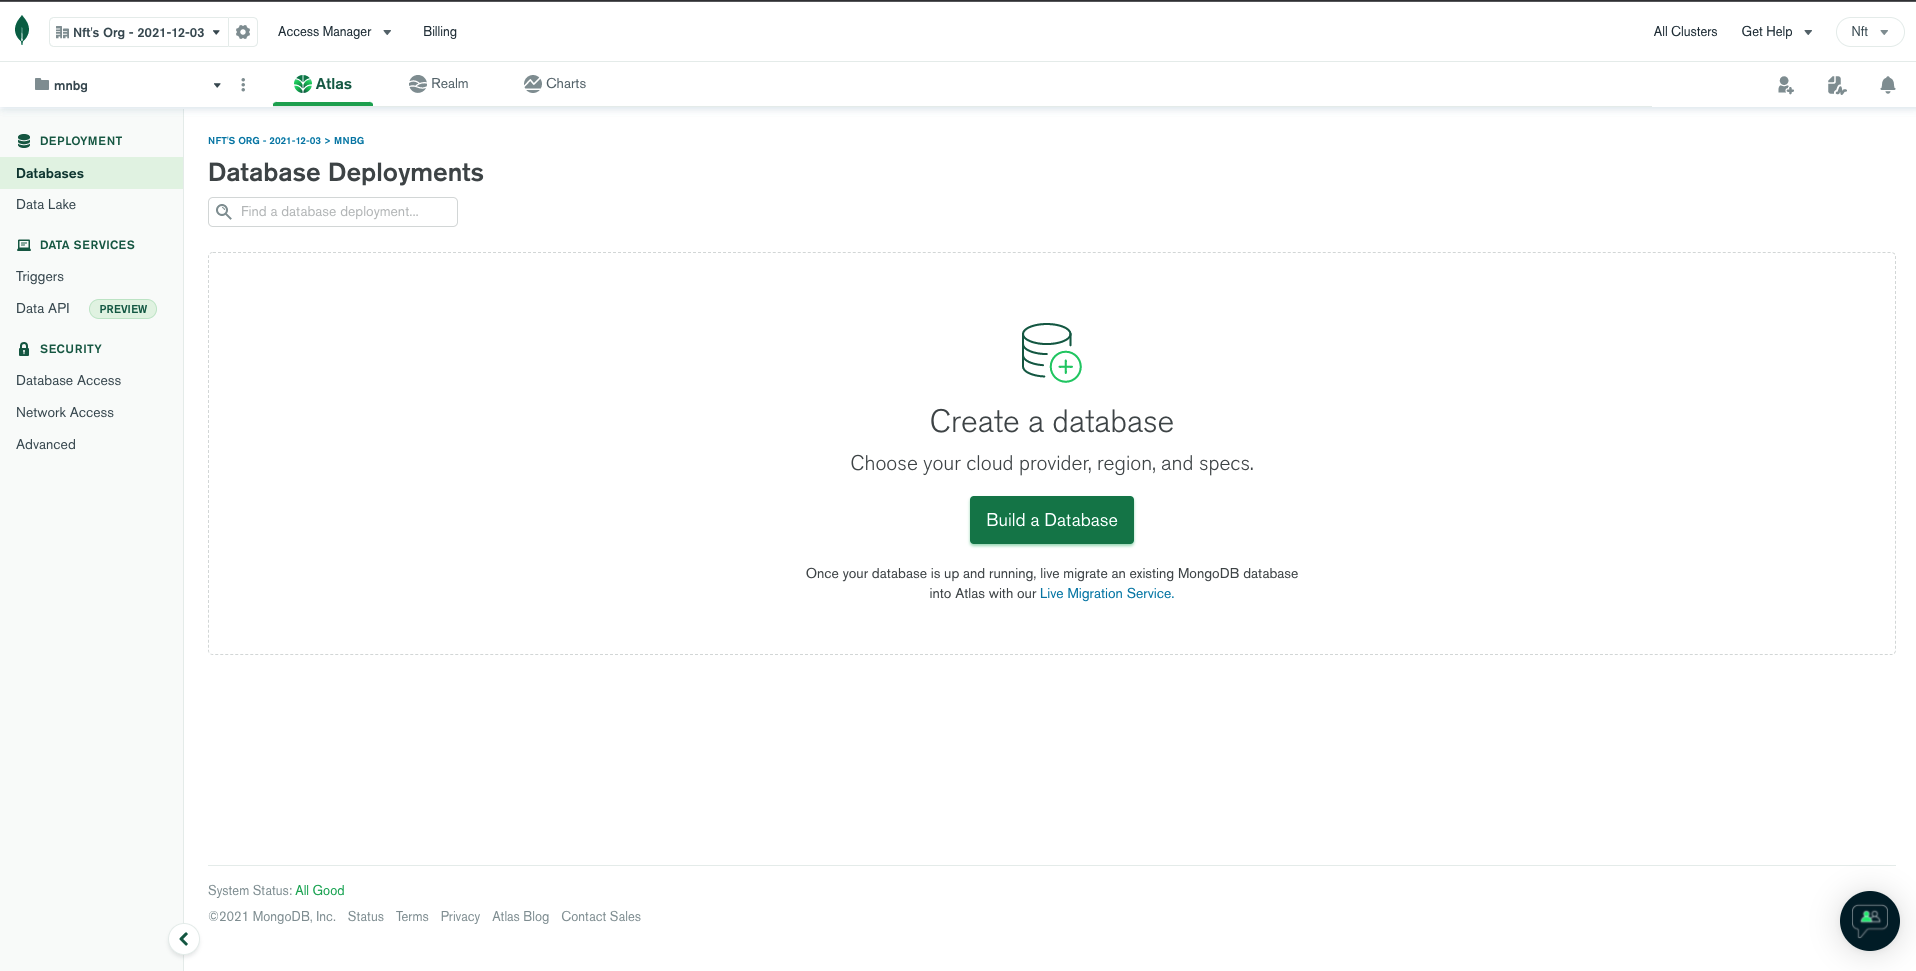 Nft's Org - 2021-12-03
Access Manager
Billing
All Clusters
Get Help
Nft
mnbg
Atlas
Realm
Charts
DEPLOYMENT
Databases
Data Lake
DATA SERVICES
Triggers
Data API PREVIEW
SECURITY
Database Access
Network Access
Advanced
NFT'S ORG - 2021-12-03 > MNBG
Database Deployments
Find a database deployment...
Create a database
Choose your cloud provider, region, and specs.
Build a Database
Once your database is up and running, live migrate an existing MongoDB database
into Atlas with our Live Migration Service.
System Status: All Good
©2021 MongoDB, Inc. Status Terms Privacy Atlas Blog Contact Sales